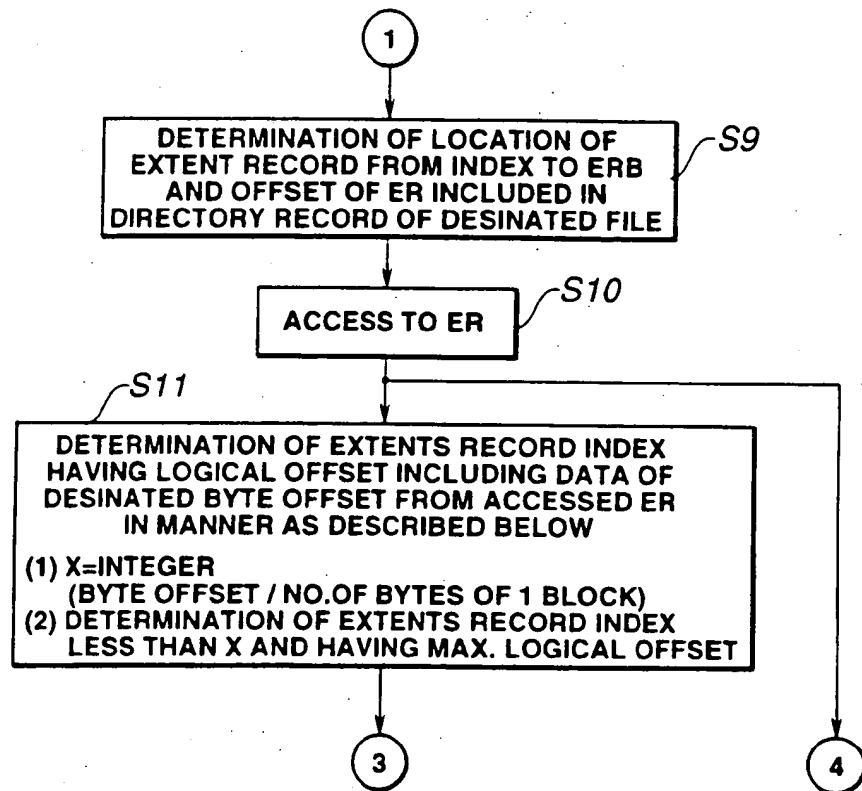 1
DETERMINATION OF LOCATION OF
EXTENT RECORD FROM INDEX TO ERB
AND OFFSET OF ER INCLUDED IN
DIRECTORY RECORD OF DESINATED FILE
S9
ACCESS TO ER
S10
S11
DETERMINATION OF EXTENTS RECORD INDEX
HAVING LOGICAL OFFSET INCLUDING DATA OF
DESINATED BYTE OFFSET FROM ACCESSED ER
IN MANNER AS DESCRIBED BELOW
(1) X=INTEGER
(BYTE OFFSET / NO.OF BYTES OF 1 BLOCK)
(2) DETERMINATION OF EXTENTS RECORD INDEX
LESS THAN X AND HAVING MAX. LOGICAL OFFSET
3
4